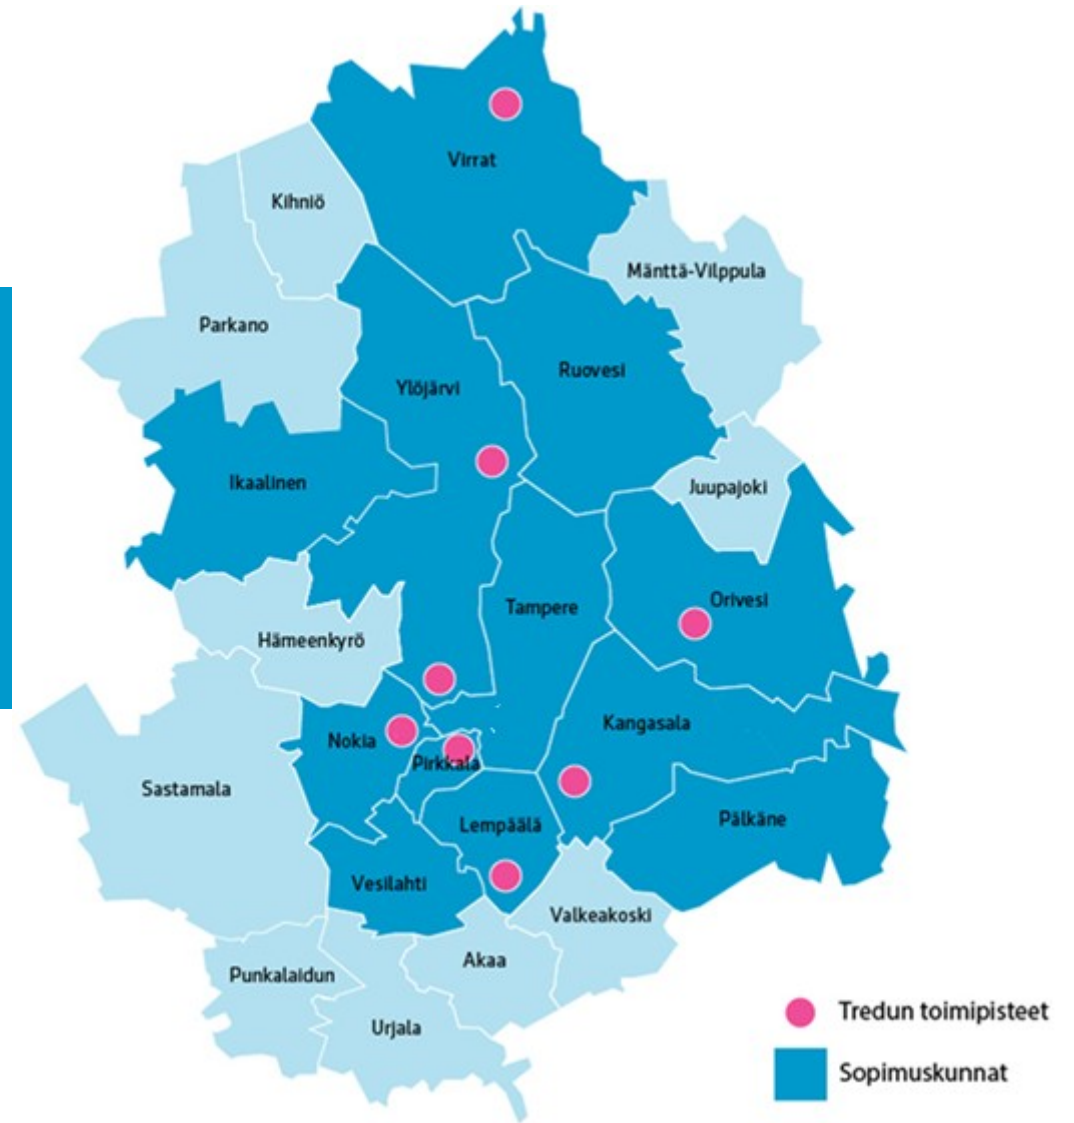 Virrat
Kihniö
Mänttä-Vilppula
Parkano
Ruovesi
Ylöjärvi
Ikaalinen
Juupajoki
Orivesi
Tampere
Hämeenkyrö
Kangasala
Nokia
Pirkkala
Sastamala
Pälkäne
Lempäälä
Vesilahti
Valkeakoski
Akaa
Punkalaidun
Urjala
Tredun toimipisteet
Sopimuskunnat